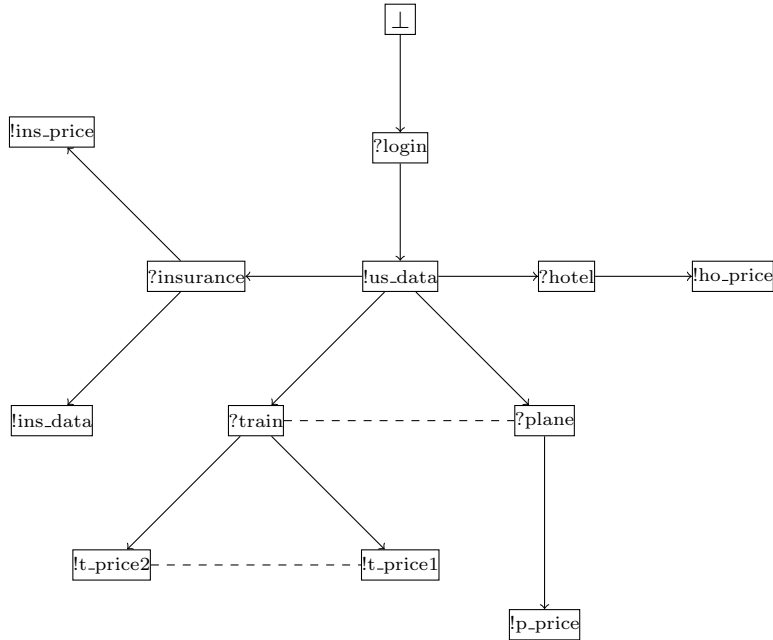 ⊥
!ins_price
?login
?insurance
!us_data
?hotel
!ho_price
!ins_data
?train
?plane
!t_price2
!t_price1
!p_price